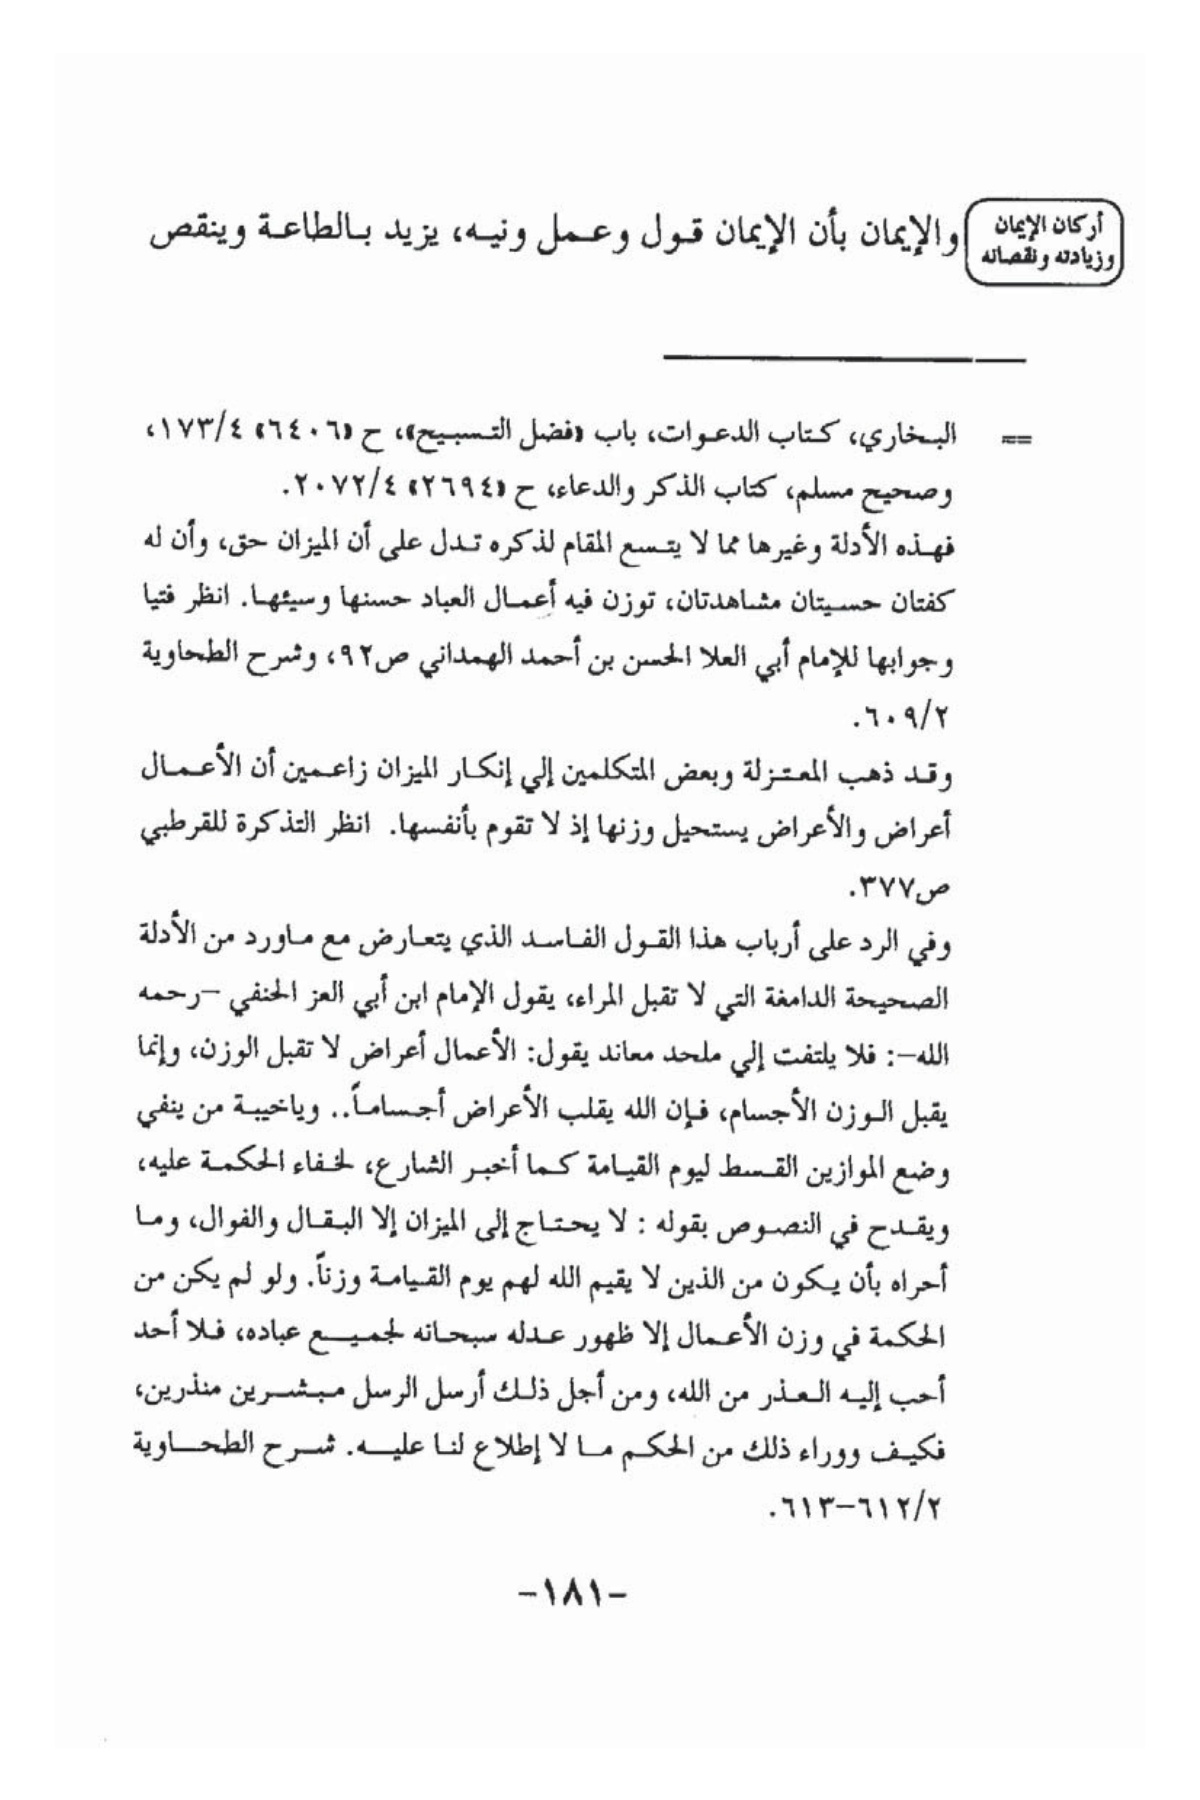 أركان الإيمان
وزيادته ونقصانه
والإيمان بأن الإيمان قول وعمل ونيه، يزيد بالطاعة وينقص
== البخاري، كتاب الدعوات، باب «فضل التسبيح»، ح «٦٤٠٦» ١٧٣/٤،
وصحيح مسلم، كتاب الذكر والدعاء، ح «٢٦٩٤» ٢٠٧٢/٤.
فهذه الأدلة وغيرها مما لا يتسع المقام لذكره تدل على أن الميزان حق، وأن له
كفتان حسيتان مشاهدتان، توزن فيه أعمال العباد حسنها وسيئها. انظر فتيا
وجوابها للإمام أبي العلا الحسن بن أحمد الهمداني ص٩٢، وشرح الطحاوية
٦٠٩/٢.
وقد ذهب المعتزلة وبعض المتكلمين إلي إنكار الميزان زاعمين أن الأعمال
أعراض والأعراض يستحيل وزنها إذ لا تقوم بأنفسها. انظر التذكرة للقرطبي
ص٣٧٧.
وفي الرد على أرباب هذا القول الفاسد الذي يتعارض مع ماورد من الأدلة
الصحيحة الدامغة التي لا تقبل المراء، يقول الإمام ابن أبي العز الحنفي –رحمه
الله–: فلا يلتفت إلي ملحد معاند يقول: الأعمال أعراض لا تقبل الوزن، وإنما
يقبل الوزن الأجسام، فإن الله يقلب الأعراض أجساماً.. وياخيبة من ينفي
وضع الموازين القسط ليوم القيامة كما أخبر الشارع، لخفاء الحكمة عليه،
ويقدح في النصوص بقوله : لا يحتاج إلى الميزان إلا البقال والفوال، وما
أحراه بأن يكون من الذين لا يقيم الله لهم يوم القيامة وزناً. ولو لم يكن من
الحكمة في وزن الأعمال إلا ظهور عدله سبحانه لجميع عباده، فلا أحد
أحب إليه العذر من الله، ومن أجل ذلك أرسل الرسل مبشرين منذرين،
فكيف ووراء ذلك من الحكم ما لا إطلاع لنا عليه. شرح الطحاوية
٦١٢/٢–٦١٣.
–١٨١–